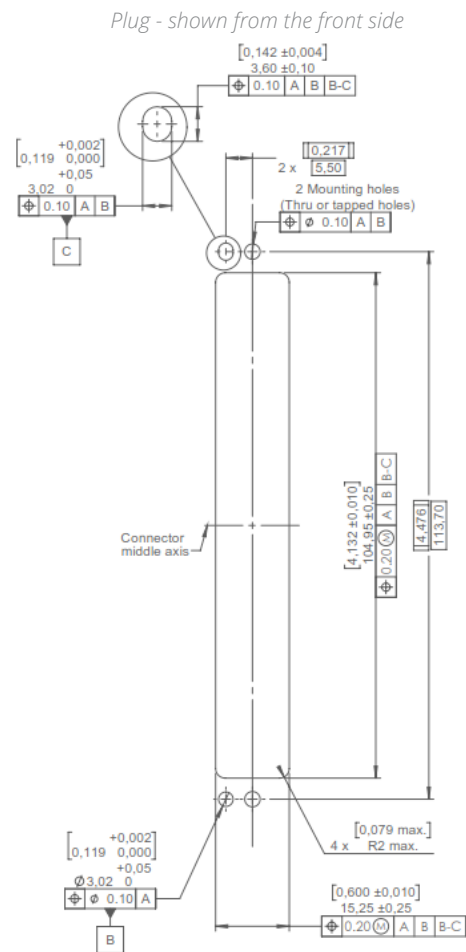 Plug - shown from the front side
[0,142 ±0,004]
3,60 ±0,10
⌖ 0.10 A B B-C
+0,002
[0,119 0,000]
+0,05
3,02 0
⌖ 0.10 A B
C
[0,217]
2 x 5,50
2 Mounting holes
(Thru or tapped holes)
⌖ ø 0.10 A B
Connector
middle axis
[4,132 ±0,010]
104,95 ±0,25
⌖ 0.20 Ⓜ A B B-C
4,476
113,70
[0,079 max.]
4 x R2 max.
+0,002
[0,119 0,000]
+0,05
Ø3,02 0
⌖ ø 0.10 A
B
[0,600 ±0,010]
15,25 ±0,25
⌖ 0.20 Ⓜ A B B-C